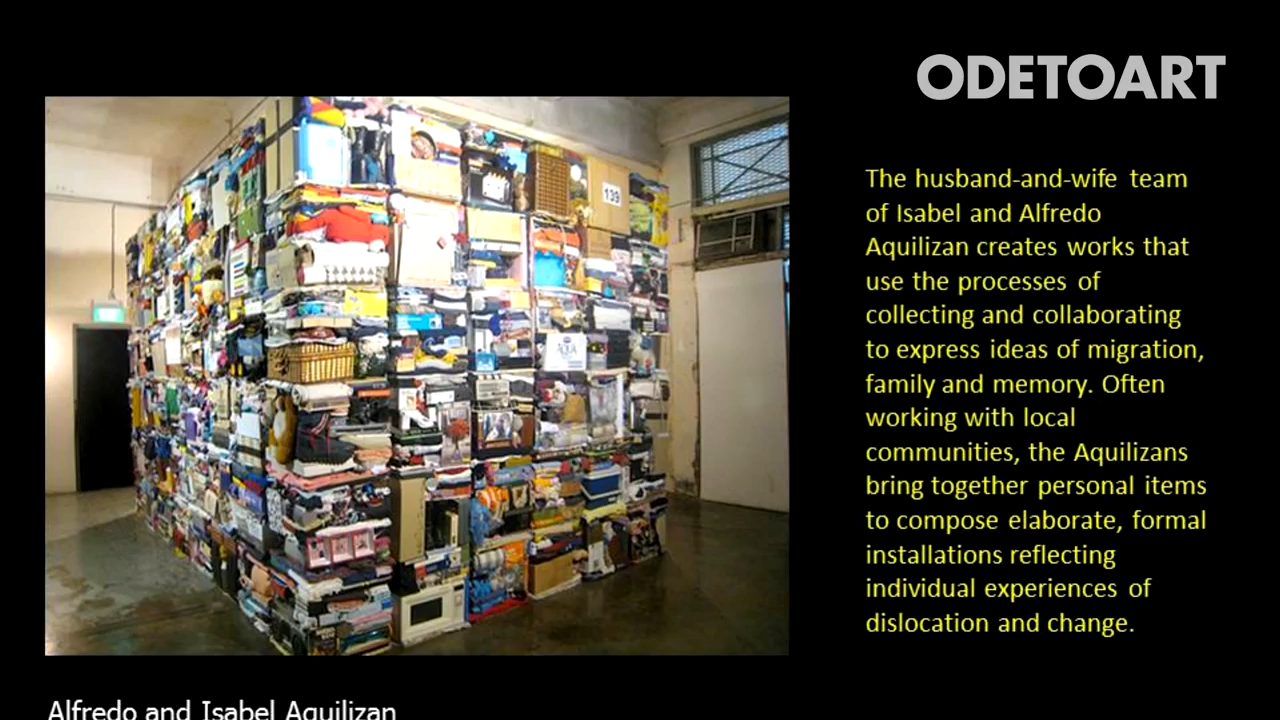 ODETOART
139
The husband-and-wife team
of Isabel and Alfredo
Aquilizan creates works that
use the processes of
collecting and collaborating
to express ideas of migration,
family and memory. Often
working with local
communities, the Aquilizans
bring together personal items
to compose elaborate, formal
installations reflecting
individual experiences of
dislocation and change.
Alfredo and Isabel Aquilizan